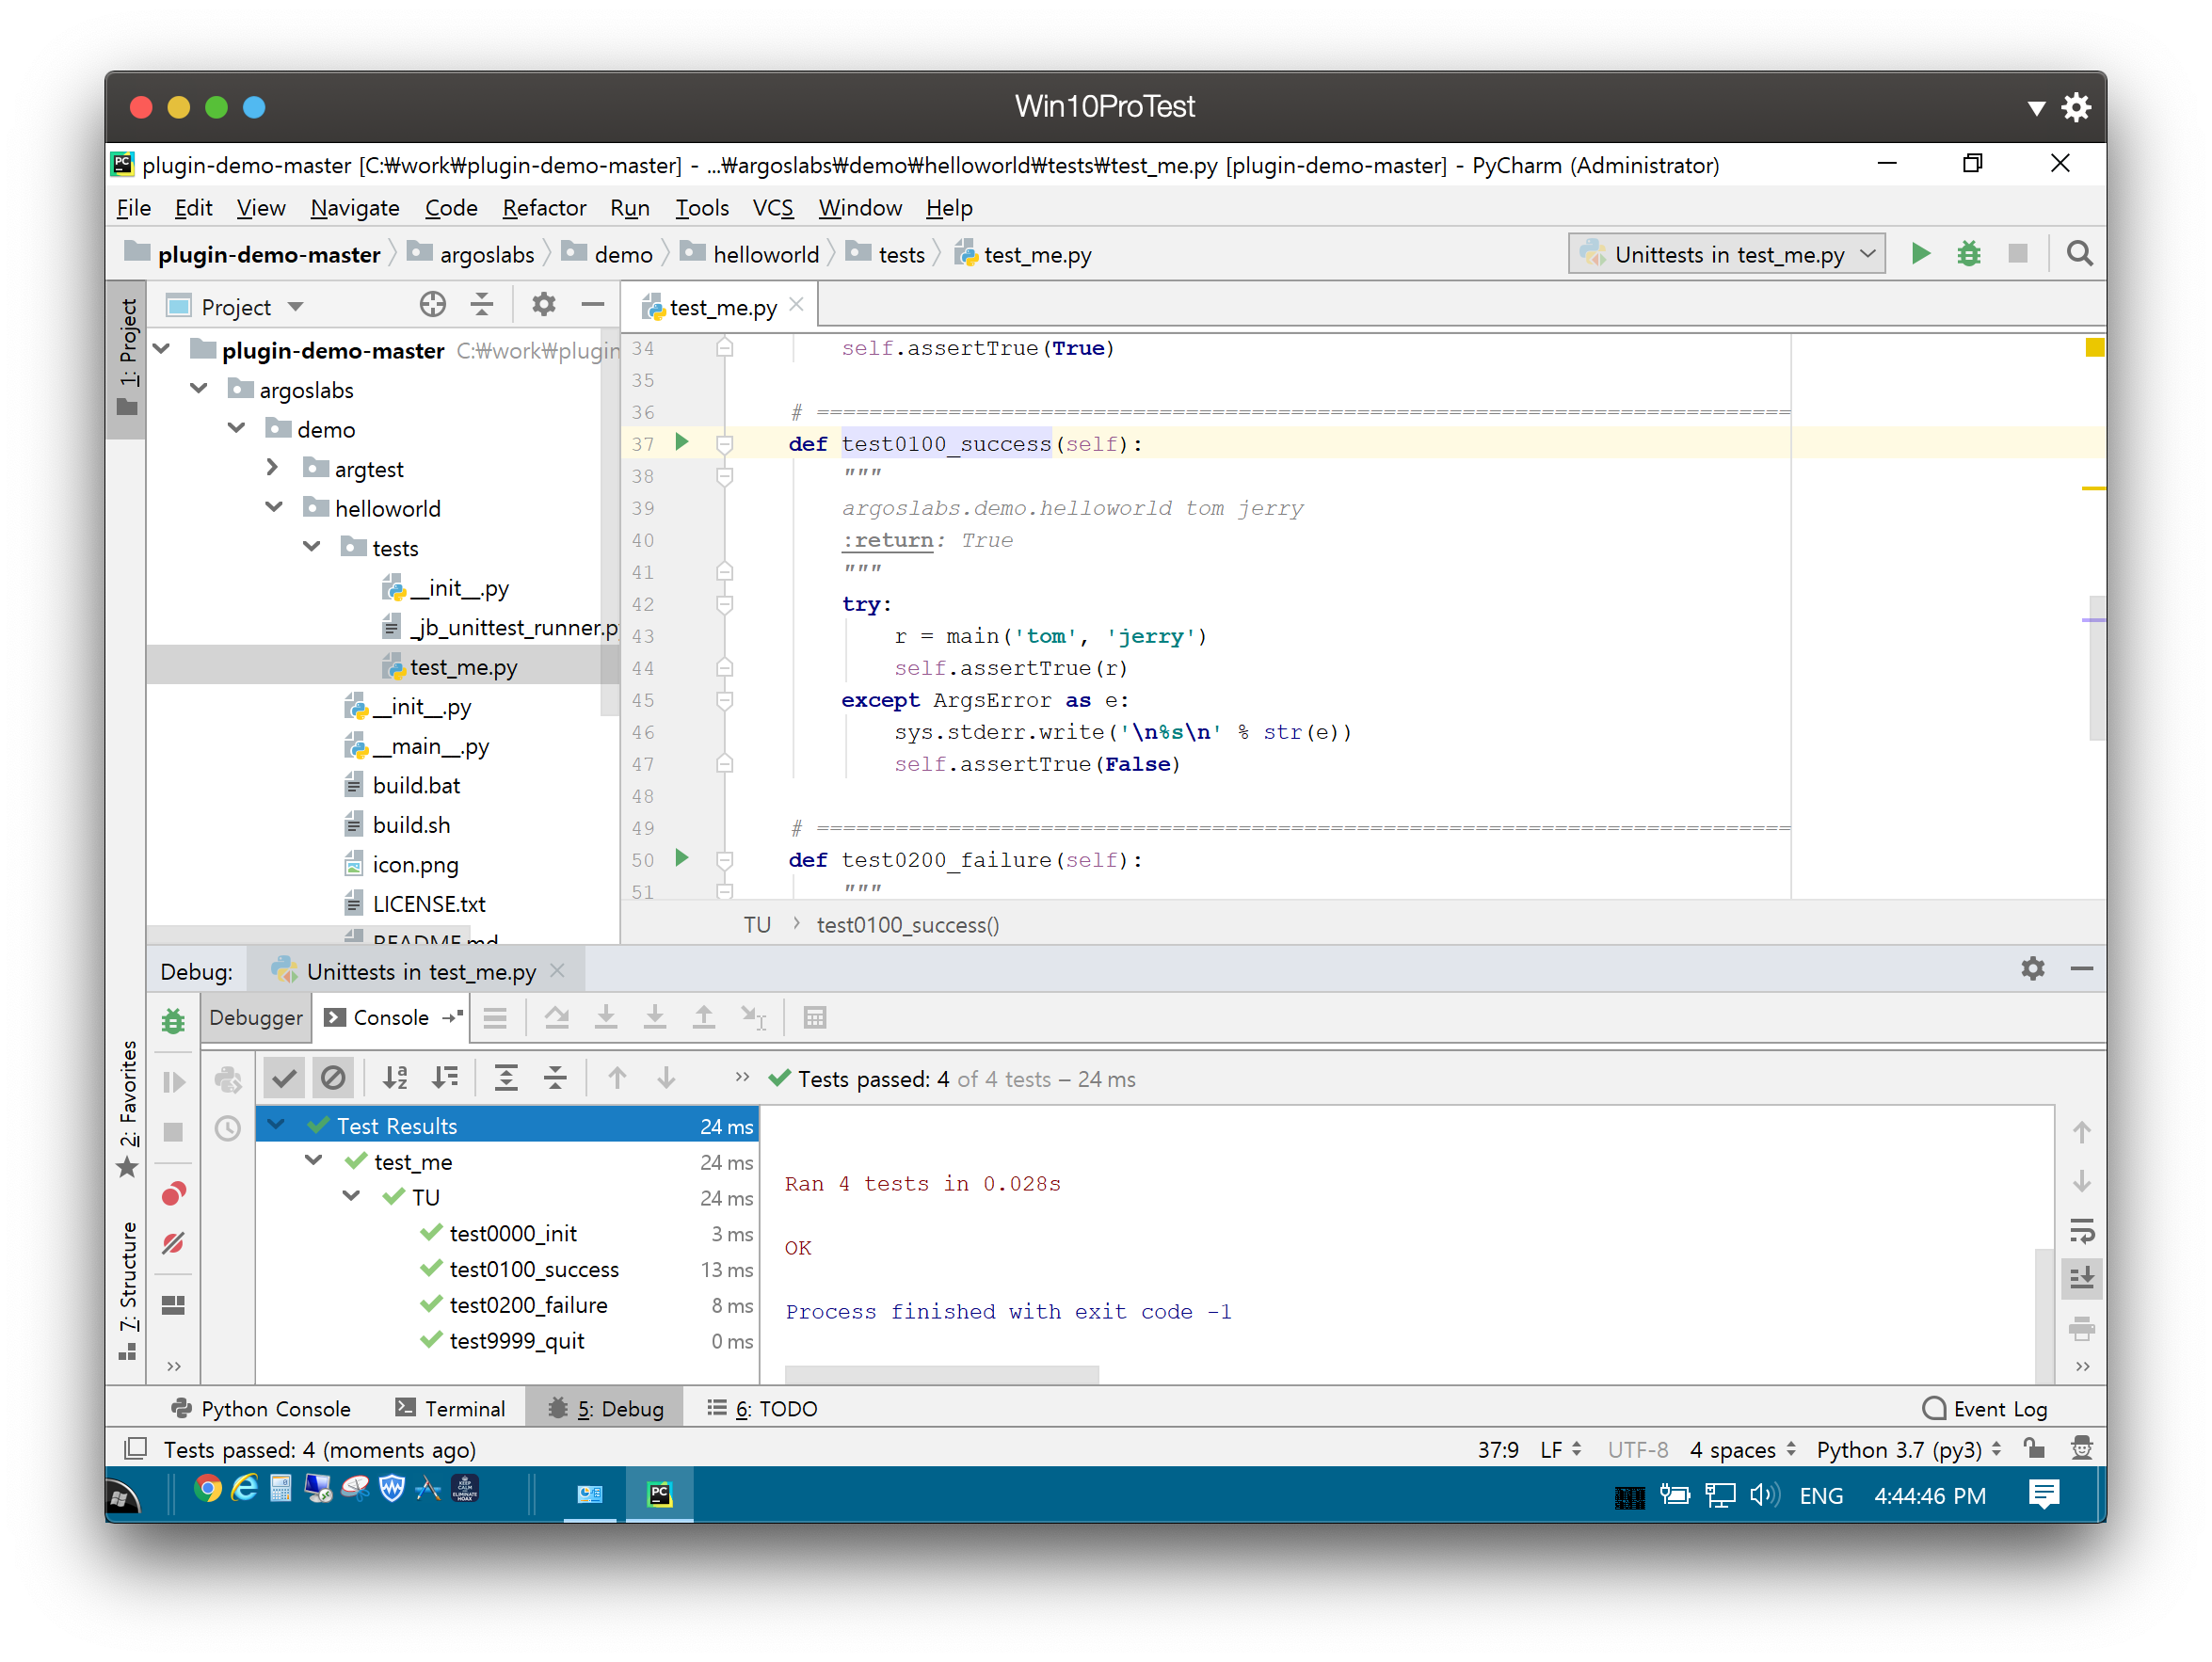 Win10ProTest
plugin-demo-master [C:₩work₩plugin-demo-master] - ...₩argoslabs₩demo₩helloworld₩tests₩test_me.py [plugin-demo-master] - PyCharm (Administrator)
File Edit View Navigate Code Refactor Run Tools VCS Window Help
plugin-demo-master argoslabs demo helloworld tests test_me.py Unittests in test_me.py
1: Project
Project
plugin-demo-master C:₩work₩plugin
argoslabs
demo
argtest
helloworld
tests
__init__.py
_jb_unittest_runner.p
test_me.py
__init__.py
__main__.py
build.bat
build.sh
icon.png
LICENSE.txt
README.md
test_me.py
34 self.assertTrue(True)
35
36 # ==========================================================================
37 def test0100_success(self):
38 """
39 argoslabs.demo.helloworld tom jerry
40 :return: True
41 """
42 try:
43 r = main('tom', 'jerry')
44 self.assertTrue(r)
45 except ArgsError as e:
46 sys.stderr.write('\n%s\n' % str(e))
47 self.assertTrue(False)
48
49 # ==========================================================================
50 def test0200_failure(self):
51 """
TU › test0100_success()
Debug: Unittests in test_me.py
Debugger Console
2: Favorites
7: Structure
» Tests passed: 4 of 4 tests – 24 ms
Test Results 24 ms
test_me 24 ms
TU 24 ms
test0000_init 3 ms
test0100_success 13 ms
test0200_failure 8 ms
test9999_quit 0 ms
Ran 4 tests in 0.028s
OK
Process finished with exit code -1
Python Console Terminal 5: Debug 6: TODO Event Log
Tests passed: 4 (moments ago) 37:9 LF UTF-8 4 spaces Python 3.7 (py3)
ENG 4:44:46 PM